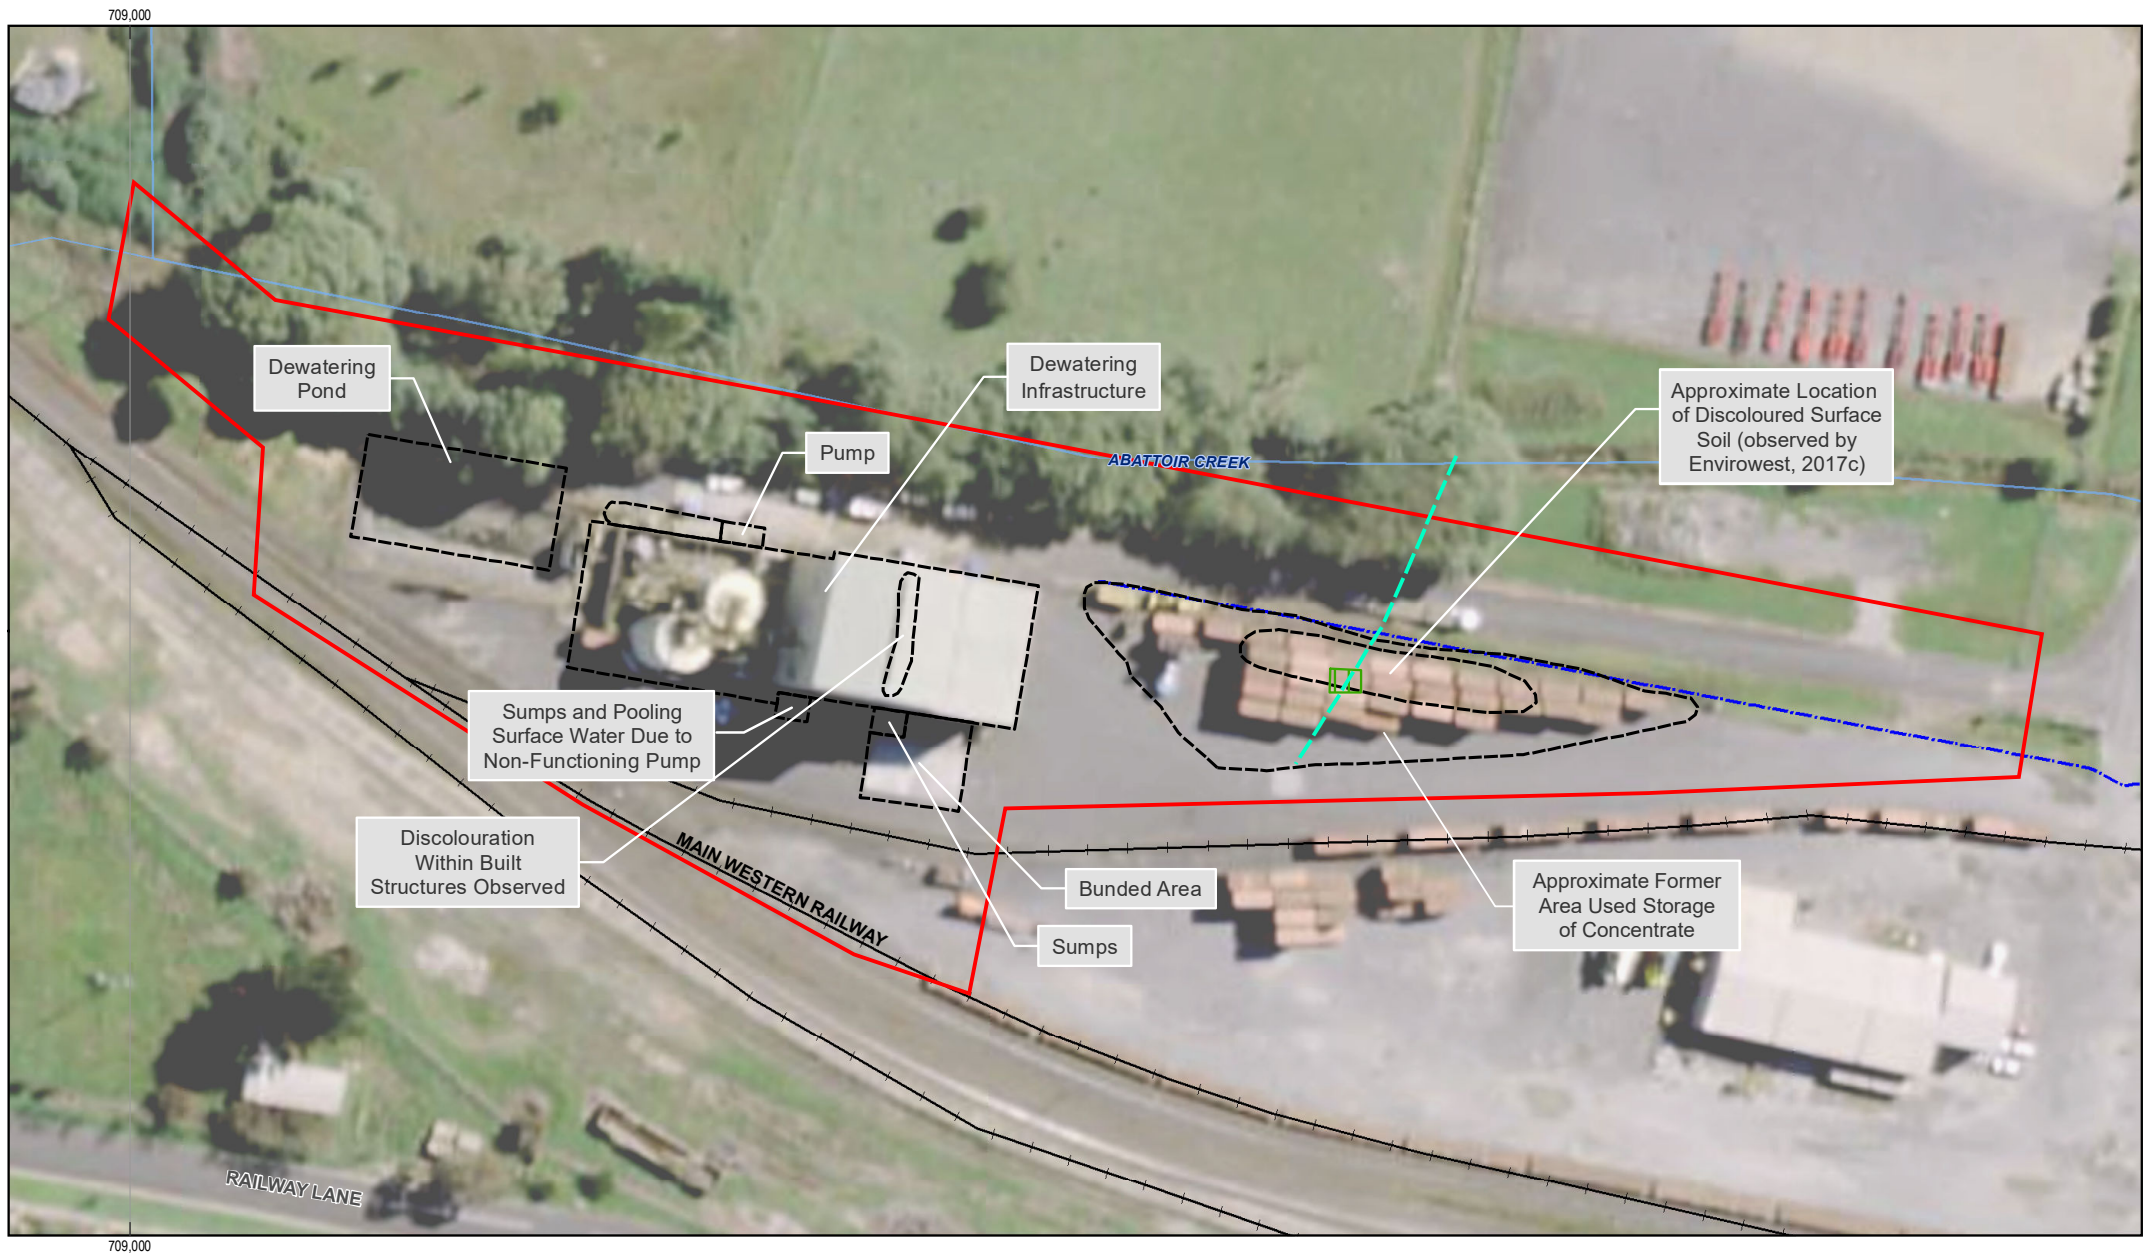 709,000
Dewatering
Pond
Dewatering
Infrastructure
Pump
Approximate Location
of Discoloured Surface
Soil (observed by
Envirowest, 2017c)
ABATTOIR CREEK
Sumps and Pooling
Surface Water Due to
Non-Functioning Pump
Discolouration
Within Built
Structures Observed
MAIN WESTERN RAILWAY
Bunded Area
Sumps
Approximate Former
Area Used Storage
of Concentrate
RAILWAY LANE
709,000